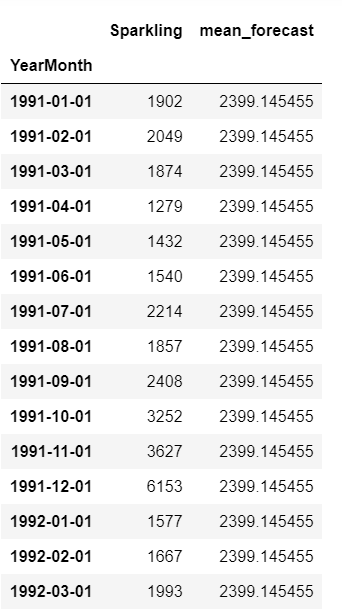 Sparkling mean_forecast
YearMonth
1991-01-01 1902 2399.145455
1991-02-01 2049 2399.145455
1991-03-01 1874 2399.145455
1991-04-01 1279 2399.145455
1991-05-01 1432 2399.145455
1991-06-01 1540 2399.145455
1991-07-01 2214 2399.145455
1991-08-01 1857 2399.145455
1991-09-01 2408 2399.145455
1991-10-01 3252 2399.145455
1991-11-01 3627 2399.145455
1991-12-01 6153 2399.145455
1992-01-01 1577 2399.145455
1992-02-01 1667 2399.145455
1992-03-01 1993 2399.145455